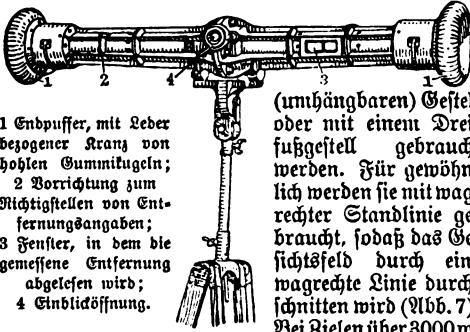 1
2
4
3
1
1 Endpuffer, mit Leder
bezogener Kranz von
hohlen Gummikugeln;
2 Vorrichtung zum
Richtigstellen von Ent-
fernungsangaben;
3 Fenster, in dem die
gemessene Entfernung
abgelesen wird;
4 Einblicköffnung.
(umhängbaren) Gestel
oder mit einem Drei
fußgestell gebrauch
werden. Für gewöhn
lich werden sie mit wag
rechter Standlinie ge
braucht, sodaß das Ge
sichtsfeld durch ein
wagrechte Linie durch
schnitten wird (Abb. 7)
Bei Zielen über 3000